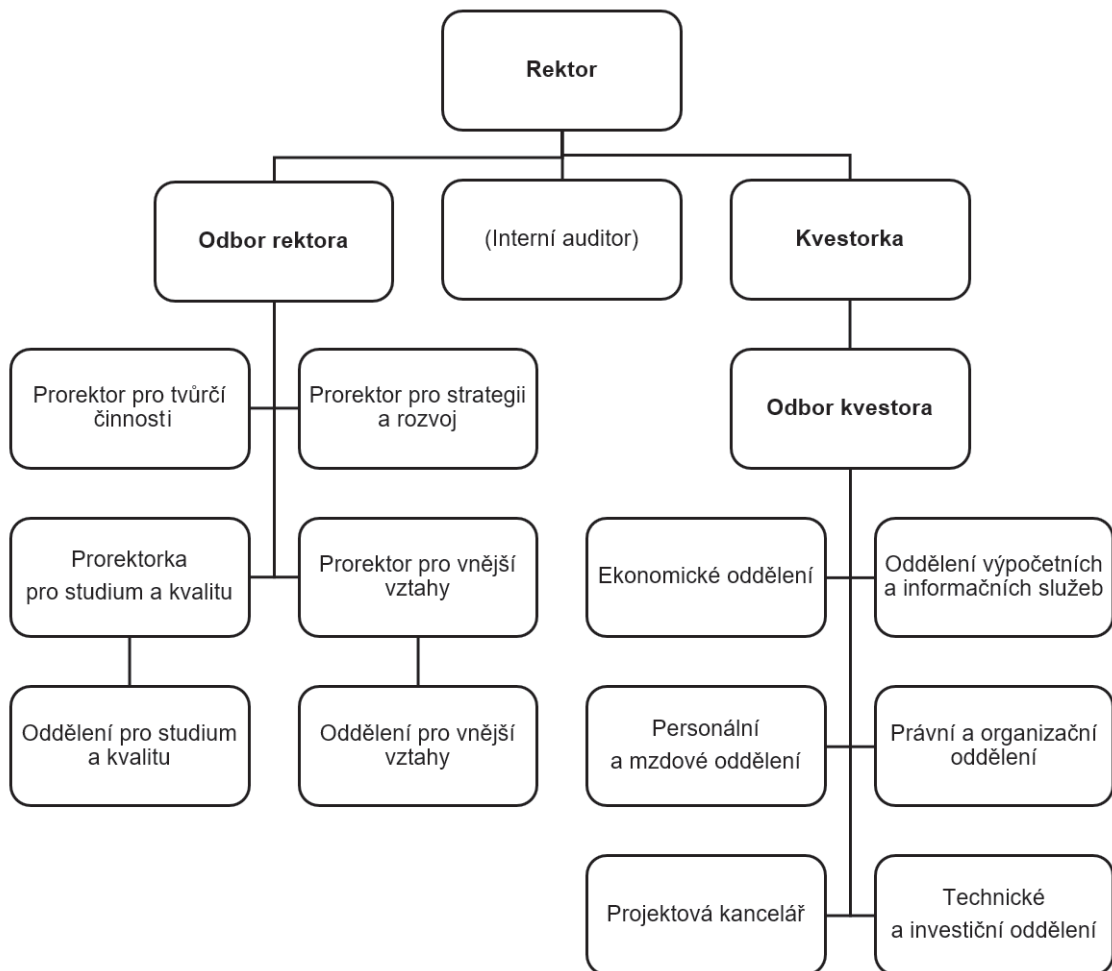 Rektor
Odbor rektora
(Interní auditor)
Kvestorka
Prorektor pro tvůrčí
činnosti
Prorektor pro strategii
a rozvoj
Odbor kvestora
Prorektorka
pro studium a kvalitu
Prorektor pro vnější
vztahy
Ekonomické oddělení
Oddělení výpočetních
a informačních služeb
Oddělení pro studium
a kvalitu
Oddělení pro vnější
vztahy
Personální
a mzdové oddělení
Právní a organizační
oddělení
Projektová kancelář
Technické
a investiční oddělení